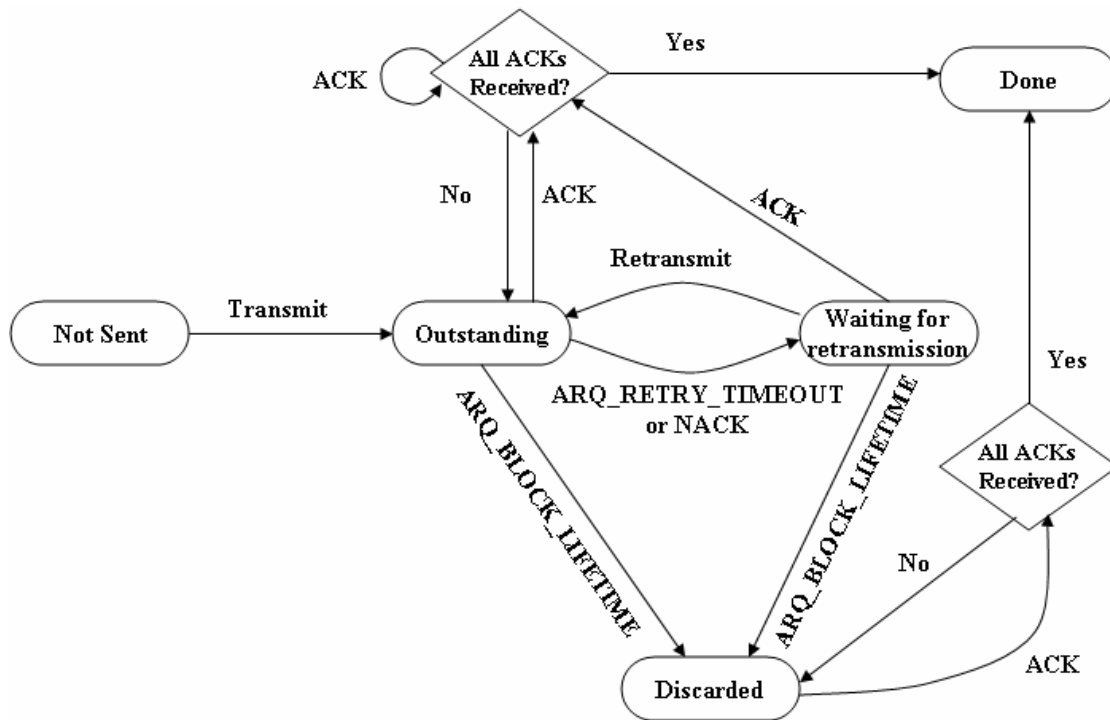 All ACKs
Received?
Yes
Done
ACK
No
ACK
ACK
Retransmit
Not Sent
Transmit
Outstanding
Waiting for
retransmission
ARQ_RETRY_TIMEOUT
or NACK
Yes
ARQ_BLOCK_LIFETIME
ARQ_BLOCK_LIFETIME
All ACKs
Received?
No
ACK
Discarded